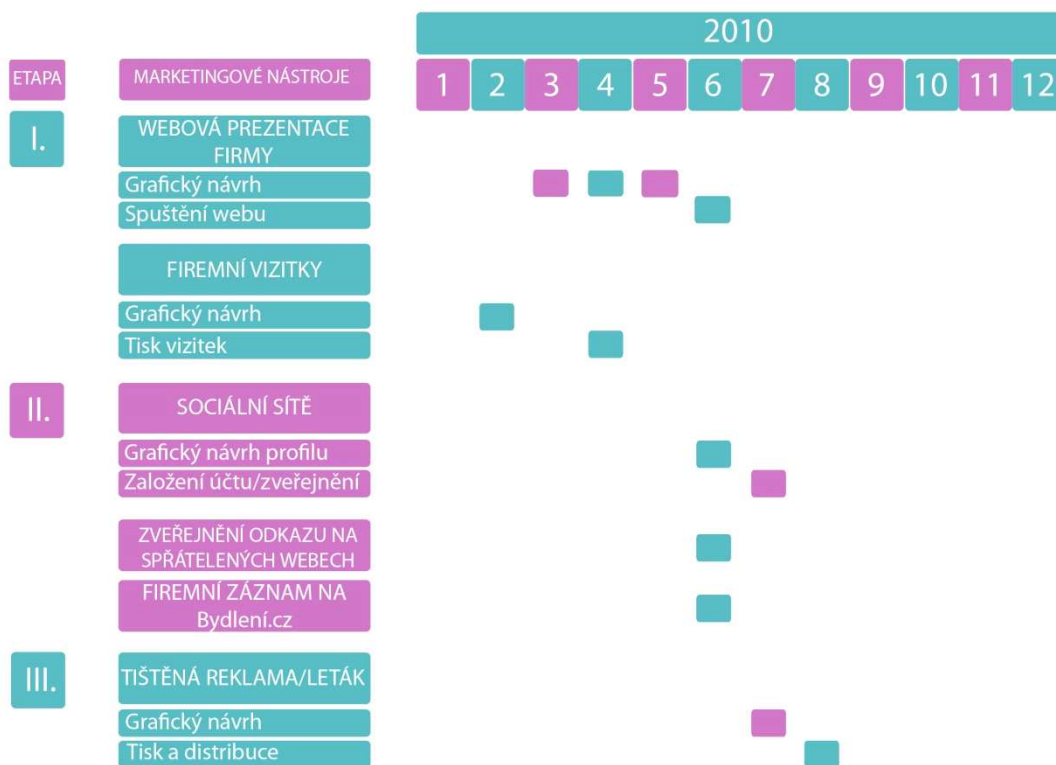 2010
ETAPA MARKETINGOVÉ NÁSTROJE 1 2 3 4 5 6 7 8 9 10 11 12
I. WEBOVÁ PREZENTACE
FIRMY
Grafický návrh
Spuštění webu
FIREMNÍ VIZITKY
Grafický návrh
Tisk vizitek
II. SOCIÁLNÍ SÍTĚ
Grafický návrh profilu
Založení účtu/zveřejnění
ZVEŘEJNĚNÍ ODKAZU NA
SPŘÁTELENÝCH WEBECH
FIREMNÍ ZÁZNAM NA
Bydlení.cz
III. TIŠTĚNÁ REKLAMA/LETÁK
Grafický návrh
Tisk a distribuce